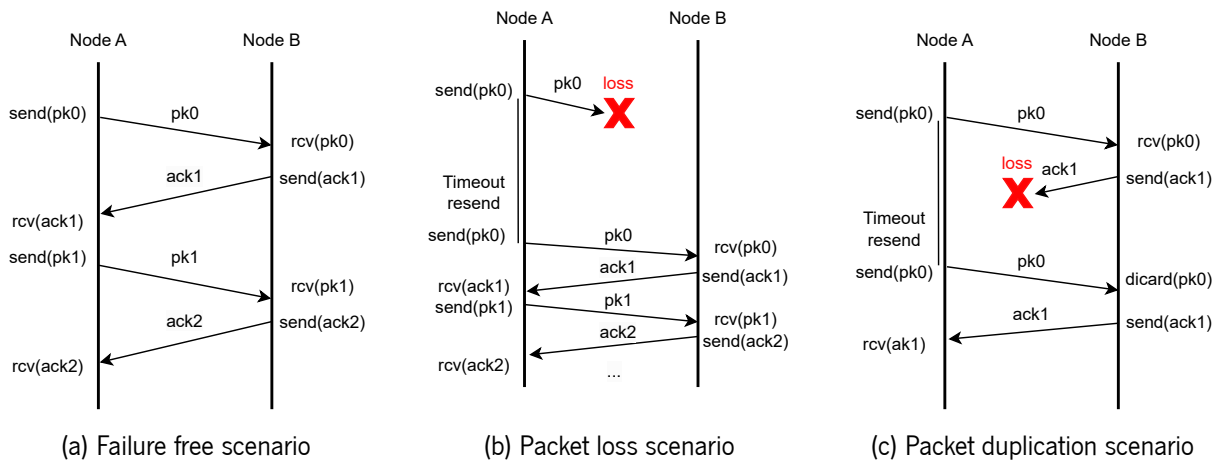 Node A
Node B
send(pk0)
pk0
rcv(pk0)
ack1
send(ack1)
rcv(ack1)
send(pk1)
pk1
rcv(pk1)
ack2
send(ack2)
rcv(ack2)
(a) Failure free scenario
Node A
Node B
send(pk0)
pk0
loss
X
Timeout
resend
send(pk0)
pk0
rcv(pk0)
ack1
send(ack1)
rcv(ack1)
send(pk1)
pk1
rcv(pk1)
ack2
send(ack2)
rcv(ack2)
...
(b) Packet loss scenario
Node A
Node B
send(pk0)
pk0
rcv(pk0)
loss
X
ack1
send(ack1)
Timeout
resend
send(pk0)
pk0
dicard(pk0)
ack1
send(ack1)
rcv(ak1)
(c) Packet duplication scenario